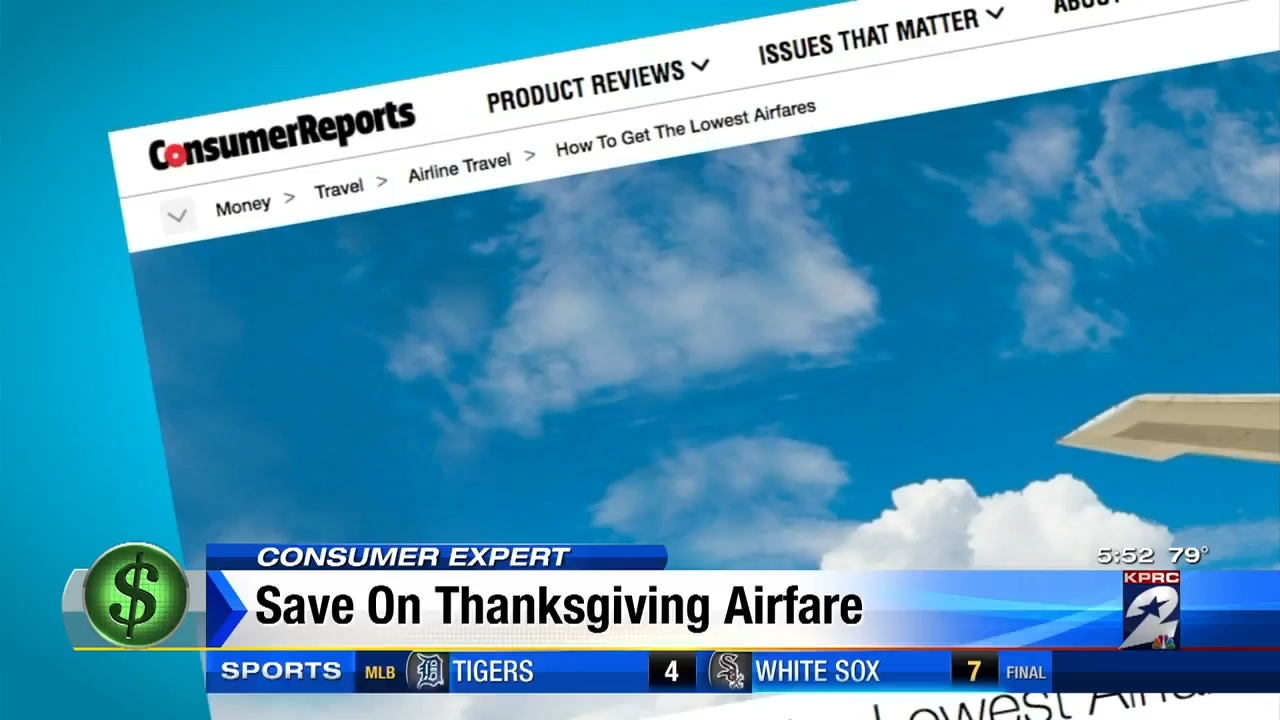 ISSUES THAT MATTER
PRODUCT REVIEWS
ConsumerReports
Money > Travel > Airline Travel > How To Get The Lowest Airfares
CONSUMER EXPERT
5:52 79°
Save On Thanksgiving Airfare
KPRC
2
SPORTS MLB TIGERS 4 WHITE SOX 7 FINAL
Lowest